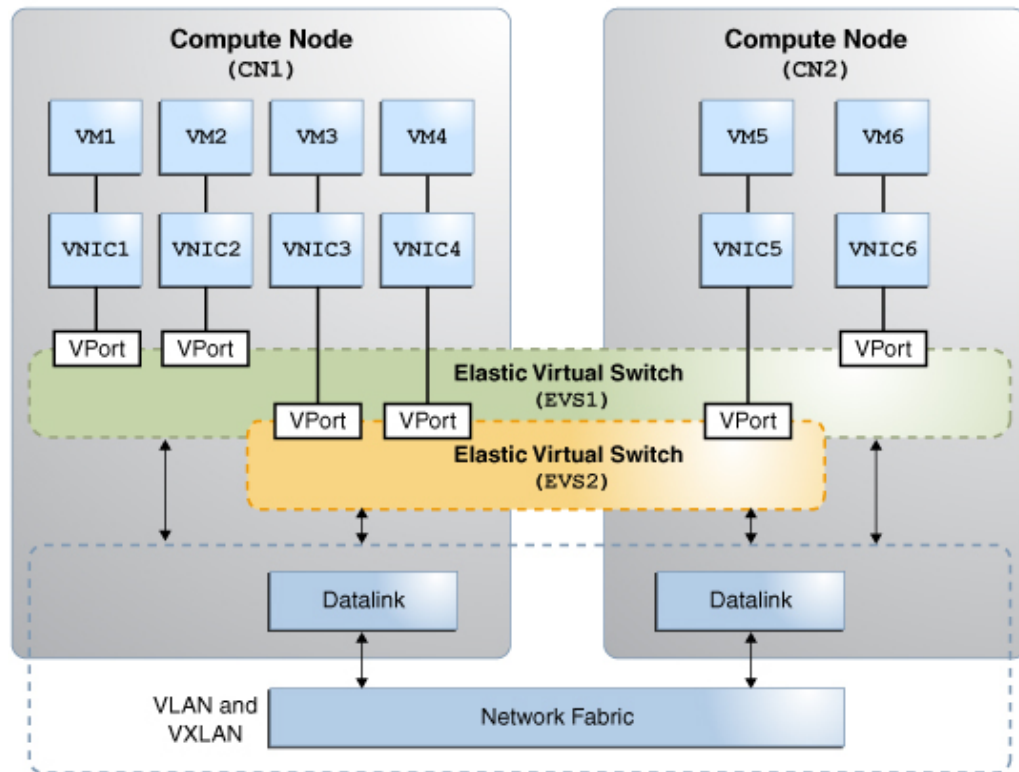 Compute Node
(CN1)
Compute Node
(CN2)
VM1
VM2
VM3
VM4
VM5
VM6
VNIC1
VNIC2
VNIC3
VNIC4
VNIC5
VNIC6
VPort
VPort
VPort
Elastic Virtual Switch
(EVS1)
VPort
VPort
VPort
Elastic Virtual Switch
(EVS2)
Datalink
Datalink
VLAN and
VXLAN
Network Fabric